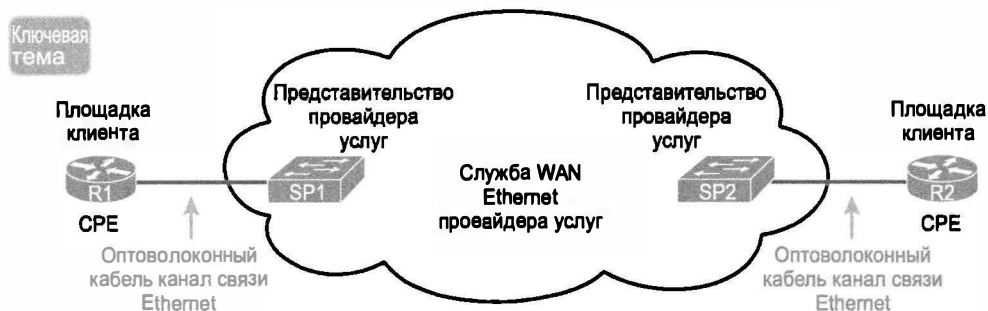 Ключевая
тема
Площадка
клиента
R1
CPE
Оптоволоконный
кабель канал связи
Ethernet
Представительство
провайдера
услуг
SP1
Служба WAN
Ethernet
провайдера услуг
Представительство
провайдера
услуг
SP2
Площадка
клиента
R2
CPE
Оптоволоконный
кабель канал связи
Ethernet